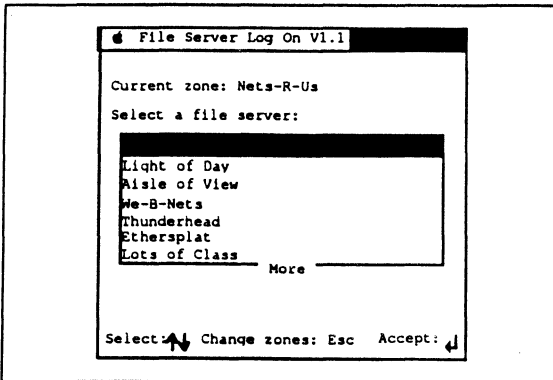 File Server Log On V1.1
Current zone: Nets-R-Us
Select a file server:
Light of Day
Aisle of View
We-B-Nets
Thunderhead
Ethersplat
Lots of Class
More
Select: Change zones: Esc Accept: